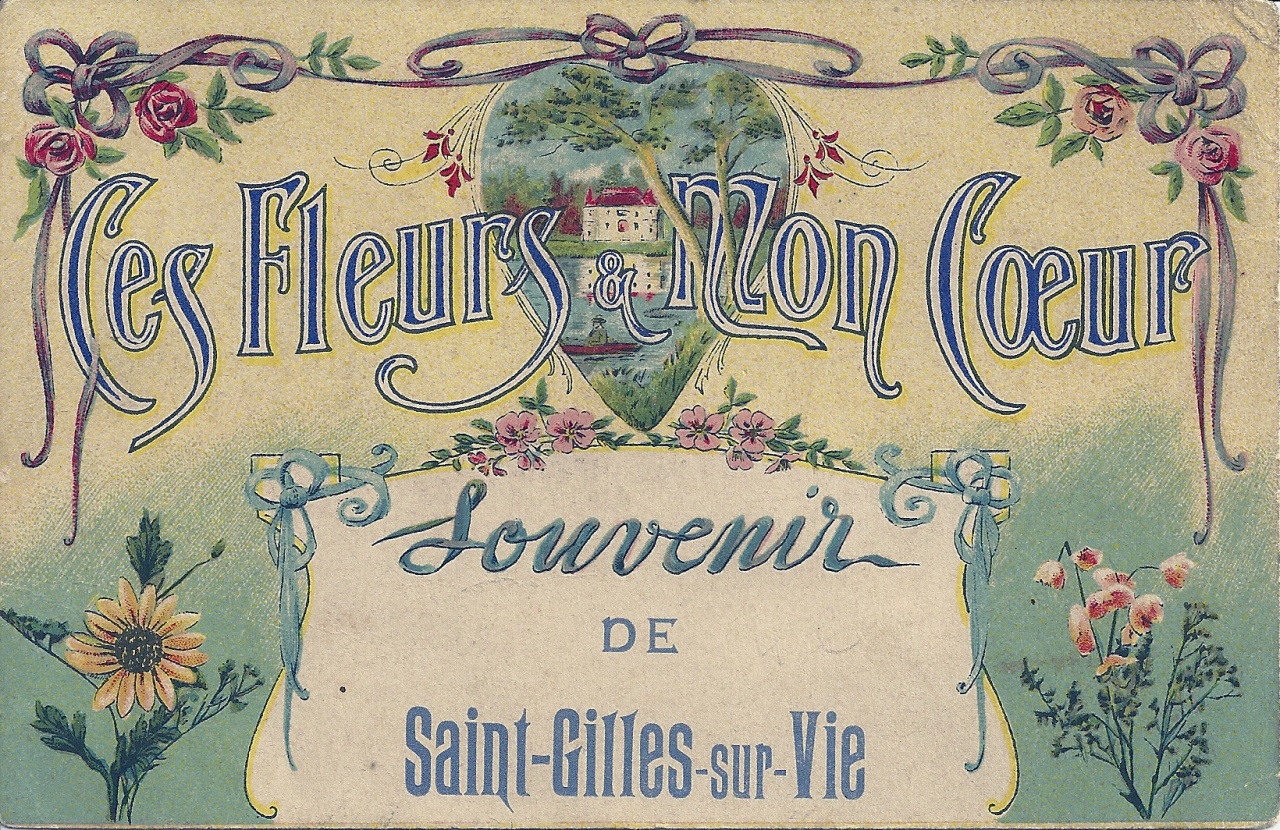 Ces Fleurs & Mon Cœur
Souvenir
DE
Saint-Gilles-sur-Vie